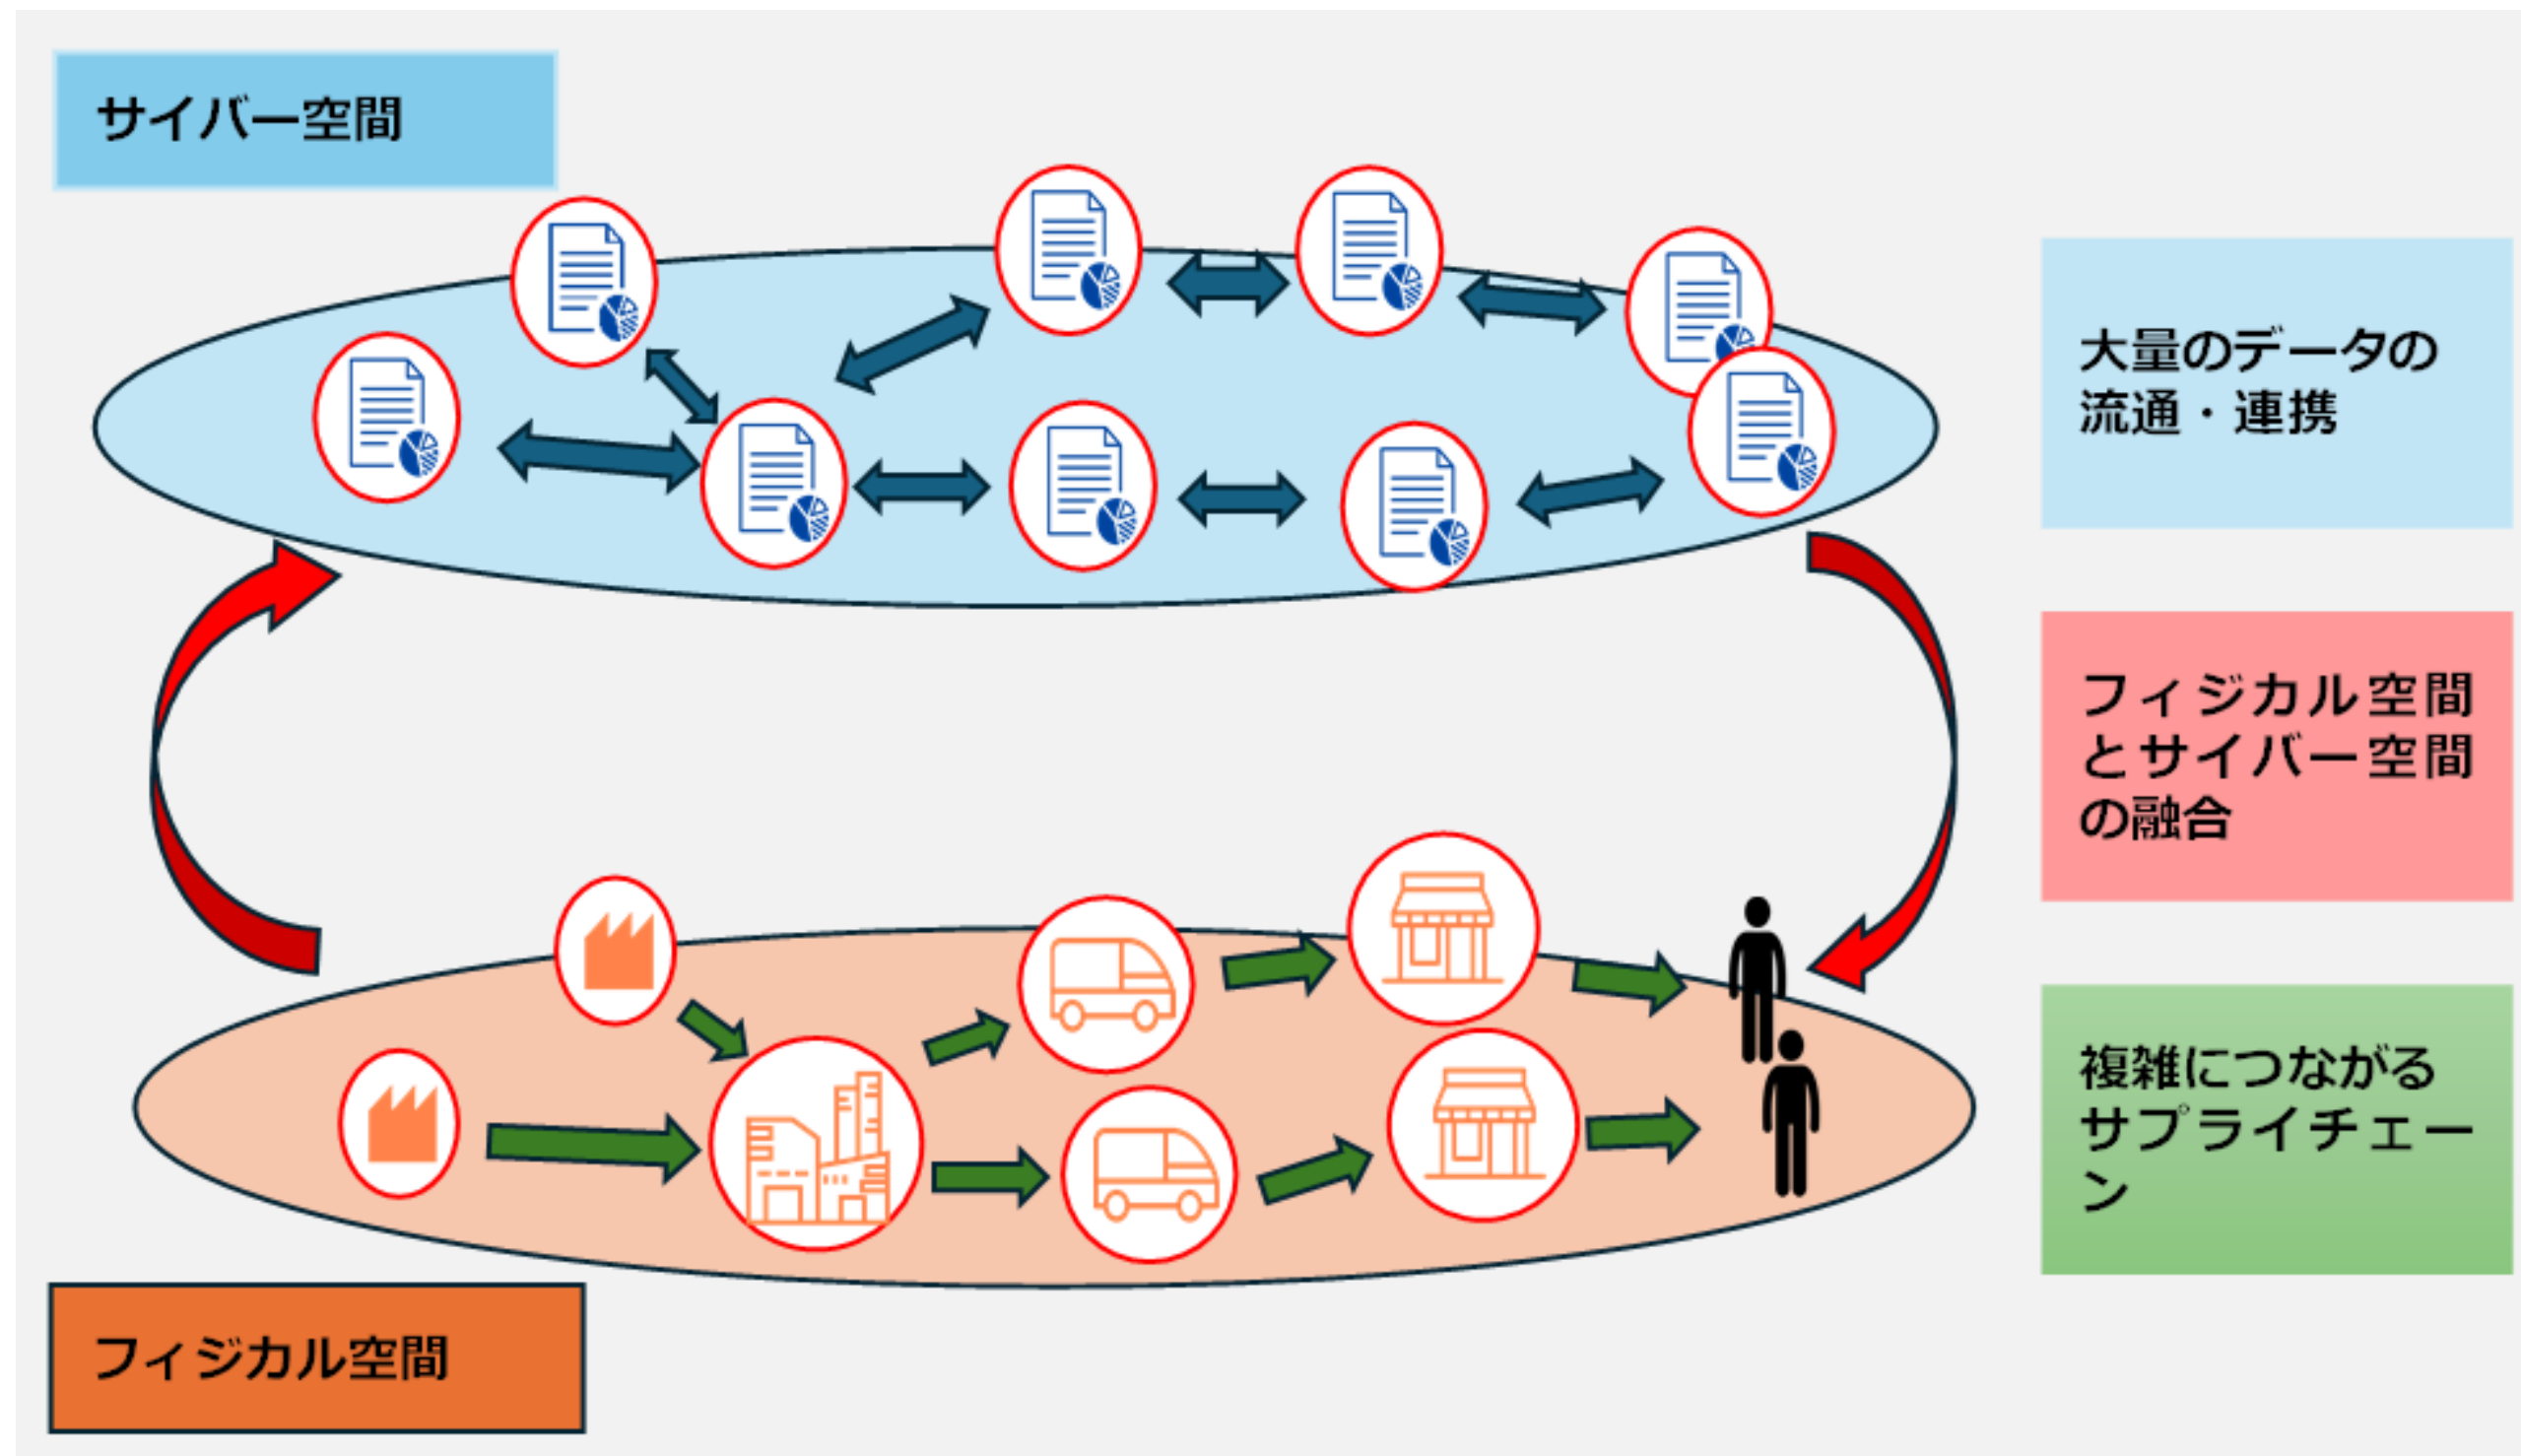 サイバー空間
大量のデータの
流通・連携
フィジカル空間
とサイバー空間
の融合
複雑につながる
サプライチェー
ン
フィジカル空間